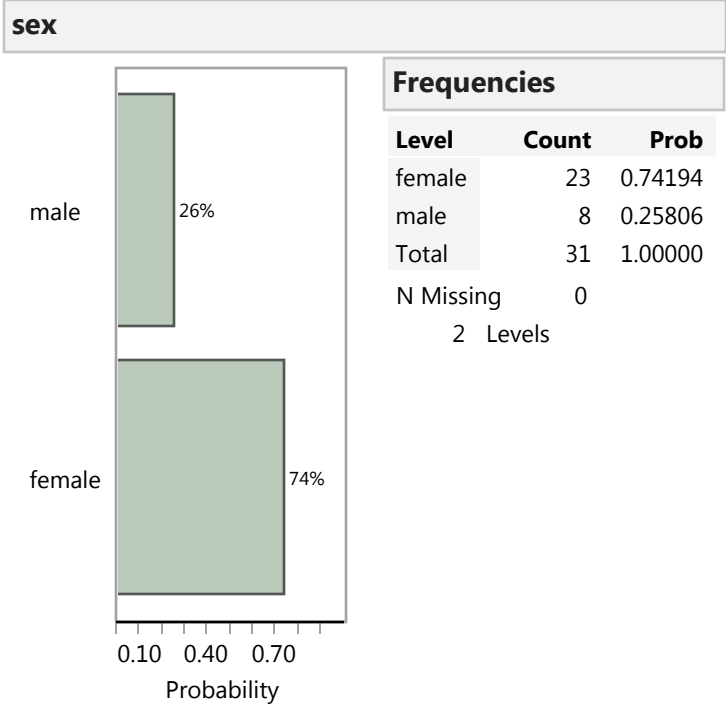 sex
male
26%
female
74%
0.10 0.40 0.70
Probability
Frequencies
Level Count Prob
female 23 0.74194
male 8 0.25806
Total 31 1.00000
N Missing 0
2 Levels